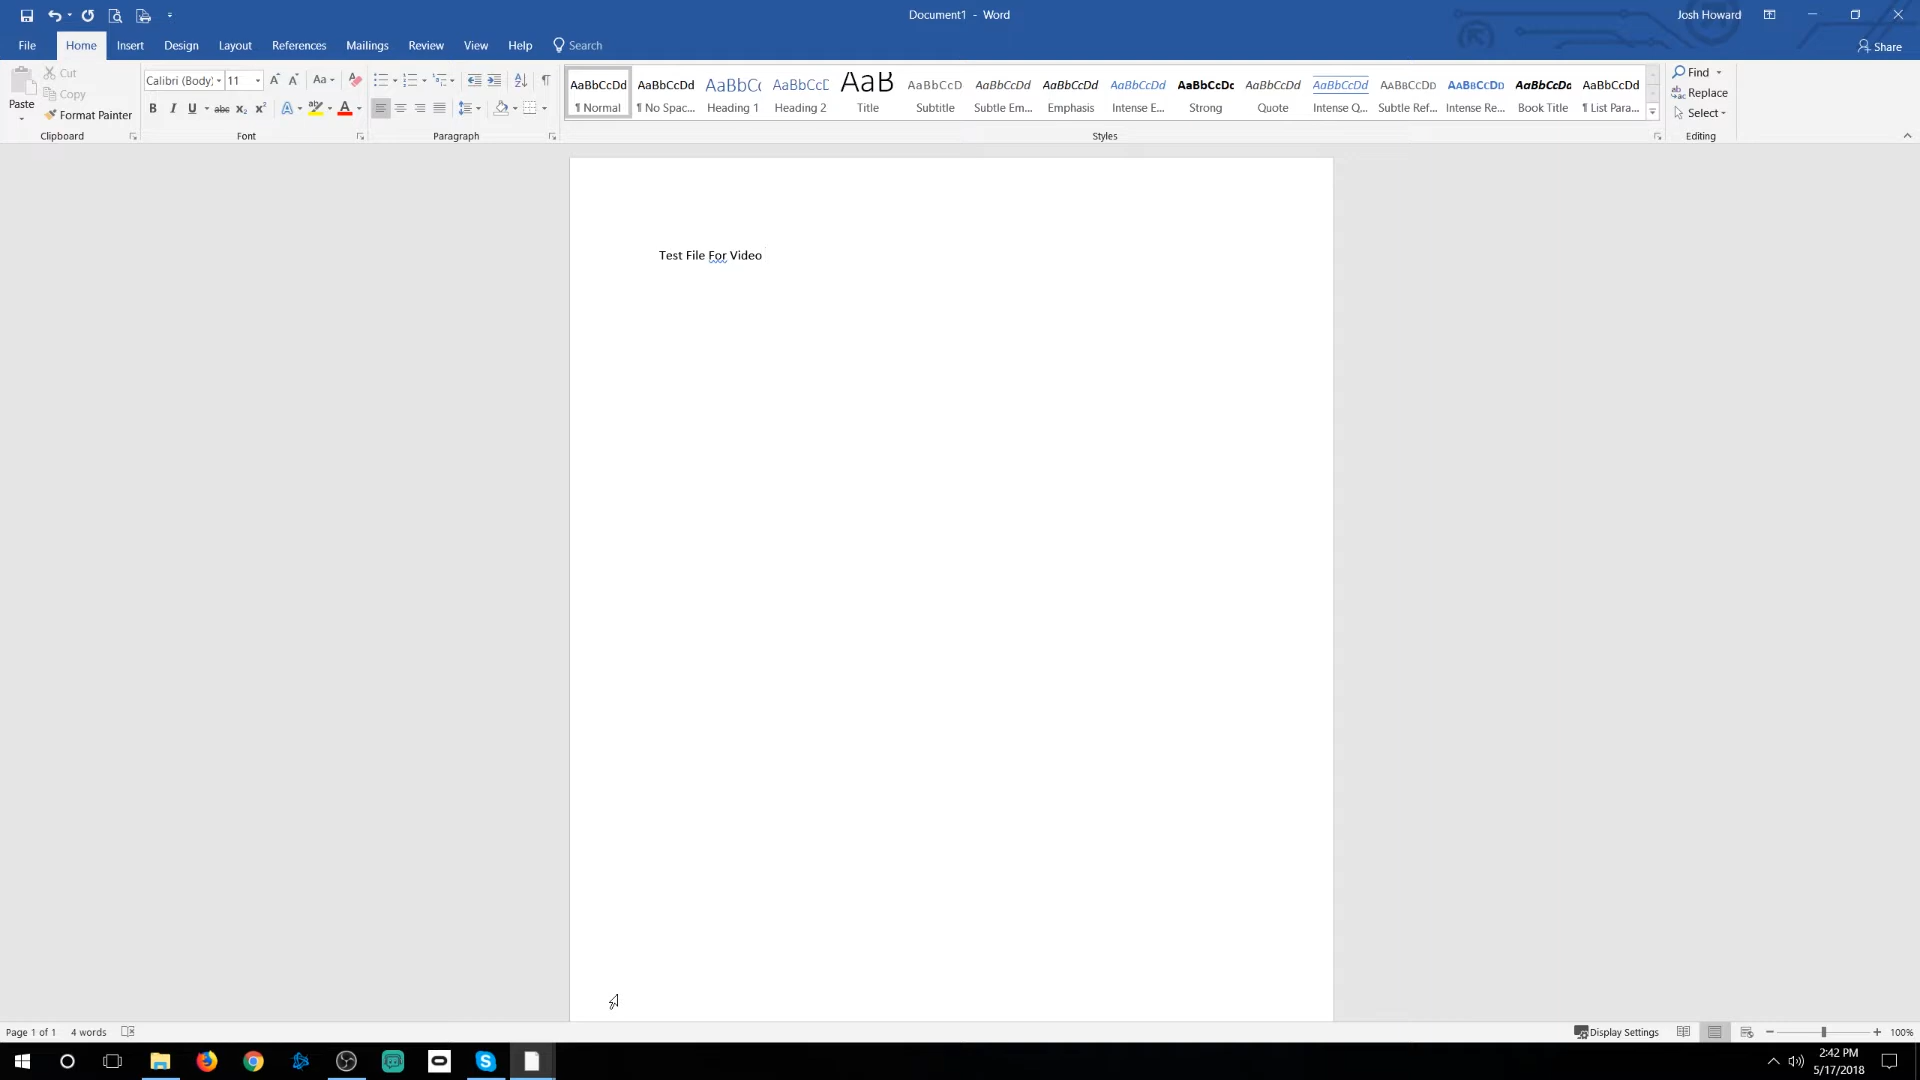 Document1 - Word
Josh Howard
File Home Insert Design Layout References Mailings Review View Help Search Share
Paste
Cut
Copy
Format Painter
Clipboard
Calibri (Body) 11
Font
Paragraph
AaBbCcDd AaBbCcDd AaBbCc AaBbCcD AaB AaBbCcD AaBbCcDd AaBbCcDd AaBbCcDd AaBbCcDc AaBbCcDd AaBbCcDd AaBbCcDd AaBbCcDd AaBbCcDd AaBbCcDd
¶ Normal ¶ No Spac... Heading 1 Heading 2 Title Subtitle Subtle Em... Emphasis Intense E... Strong Quote Intense Q... Subtle Ref... Intense Re... Book Title ¶ List Para...
Styles
Find
Replace
Select
Editing
Test File For Video
Page 1 of 1 4 words
Display Settings
100%
2:42 PM
5/17/2018